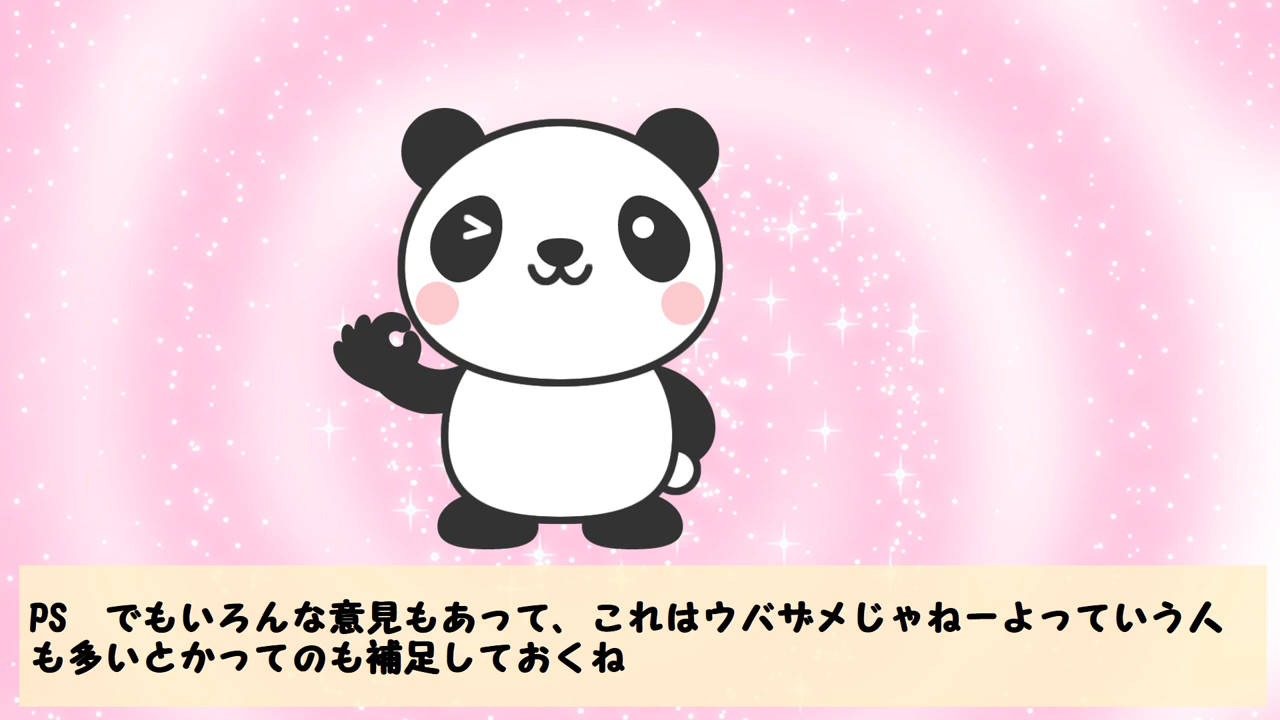 PS　でもいろんな意見もあって、これはウバザメじゃねーよっていう人
も多いとかってのも補足しておくね